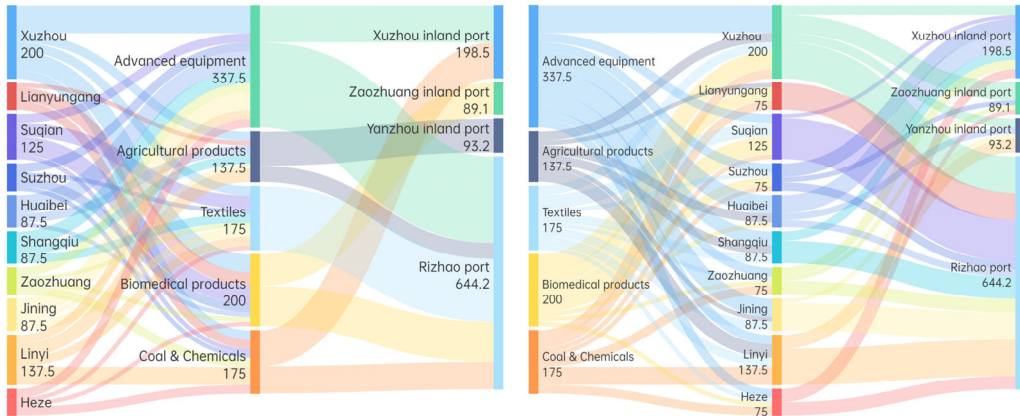 Xuzhou
200
Lianyungang
Suqian
125
Suzhou
Huaibei
87.5
Shangqiu
87.5
Zaozhuang
Jining
87.5
Linyi
137.5
Heze
Advanced equipment
337.5
Agricultural products
137.5
Textiles
175
Biomedical products
200
Coal & Chemicals
175
Xuzhou inland port
198.5
Zaozhuang inland port
89.1
Yanzhou inland port
93.2
Rizhao port
644.2
Advanced equipment
337.5
Agricultural products
137.5
Textiles
175
Biomedical products
200
Coal & Chemicals
175
Xuzhou
200
Lianyungang
75
Suqian
125
Suzhou
75
Huaibei
87.5
Shangqiu
87.5
Zaozhuang
75
Jining
87.5
Linyi
137.5
Heze
75
Xuzhou inland port
198.5
Zaozhuang inland port
89.1
Yanzhou inland port
93.2
Rizhao port
644.2